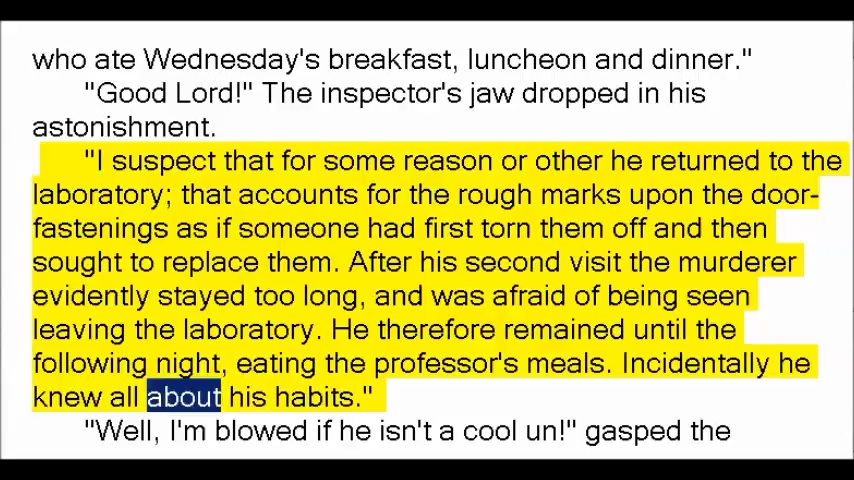 who ate Wednesday's breakfast, luncheon and dinner."
"Good Lord!" The inspector's jaw dropped in his
astonishment.
"I suspect that for some reason or other he returned to the
laboratory; that accounts for the rough marks upon the door-
fastenings as if someone had first torn them off and then
sought to replace them. After his second visit the murderer
evidently stayed too long, and was afraid of being seen
leaving the laboratory. He therefore remained until the
following night, eating the professor's meals. Incidentally he
knew all about his habits."
"Well, I'm blowed if he isn't a cool un!" gasped the